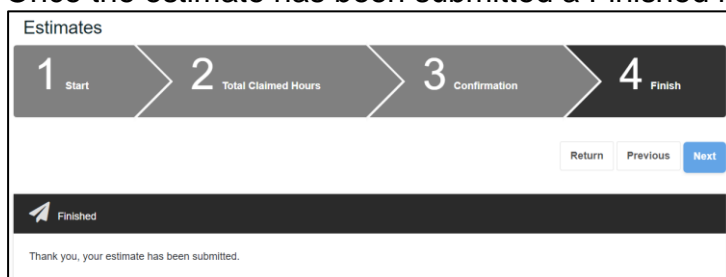 Once the estimate has been submitted a Finished
Estimates
1 Start 2 Total Claimed Hours 3 Confirmation 4 Finish
Return Previous Next
Finished
Thank you, your estimate has been submitted.